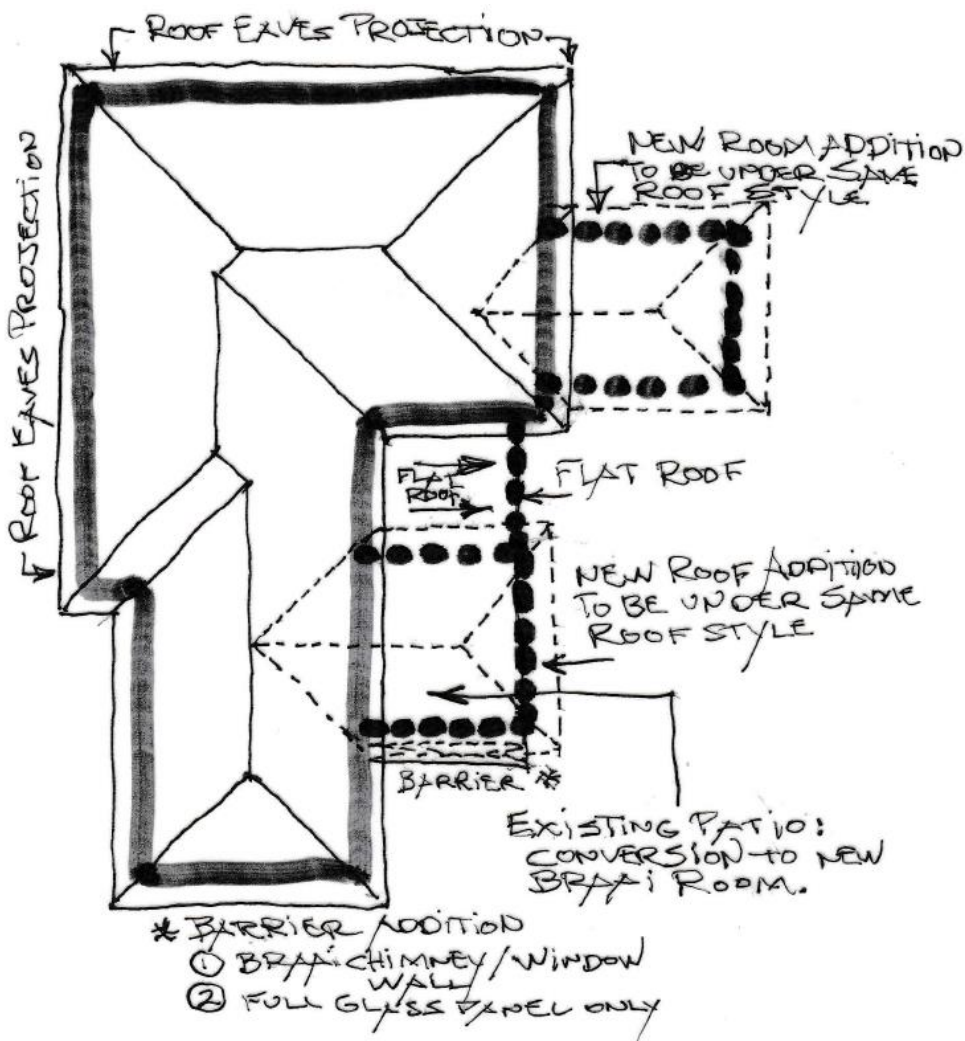 ROOF EAVES PROJECTION
ROOF EAVES PROJECTION
NEW ROOM ADDITION
TO BE UNDER SAME
ROOF STYLE
FLAT
ROOF
FLAT ROOF
NEW ROOF ADDITION
TO BE UNDER SAME
ROOF STYLE
BARRIER *
EXISTING PATIO:
CONVERSION TO NEW
BRAAI ROOM.
* BARRIER ADDITION
① BRAAI CHIMNEY/WINDOW
WALL
② FULL GLASS PANEL ONLY